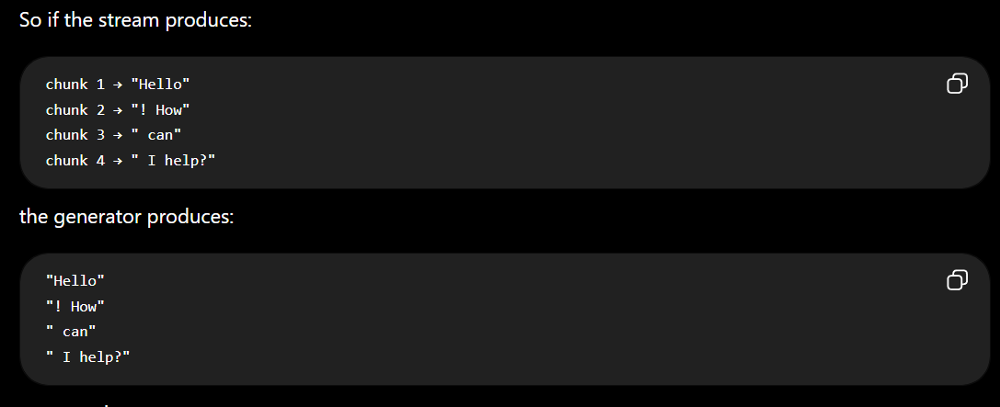 So if the stream produces:
chunk 1 → "Hello"
chunk 2 → "! How"
chunk 3 → " can"
chunk 4 → " I help?"
the generator produces:
"Hello"
"! How"
" can"
" I help?"